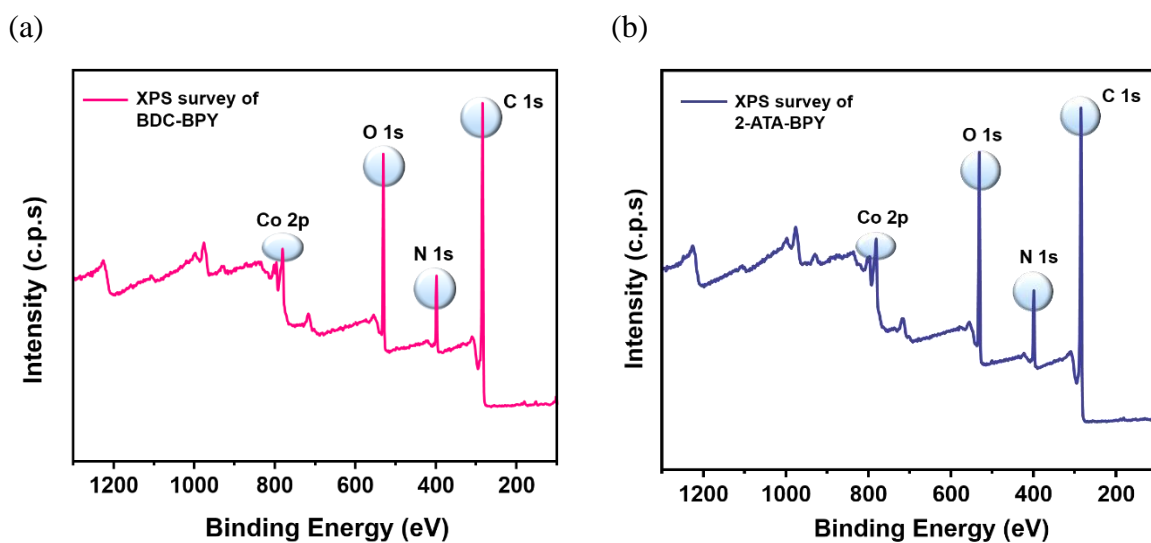 (a)
XPS survey of
BDC-BPY
C 1s
O 1s
Co 2p
N 1s
Intensity (c.p.s)
1200 1000 800 600 400 200
Binding Energy (eV)
(b)
XPS survey of
2-ATA-BPY
C 1s
O 1s
Co 2p
N 1s
Intensity (c.p.s)
1200 1000 800 600 400 200
Binding Energy (eV)